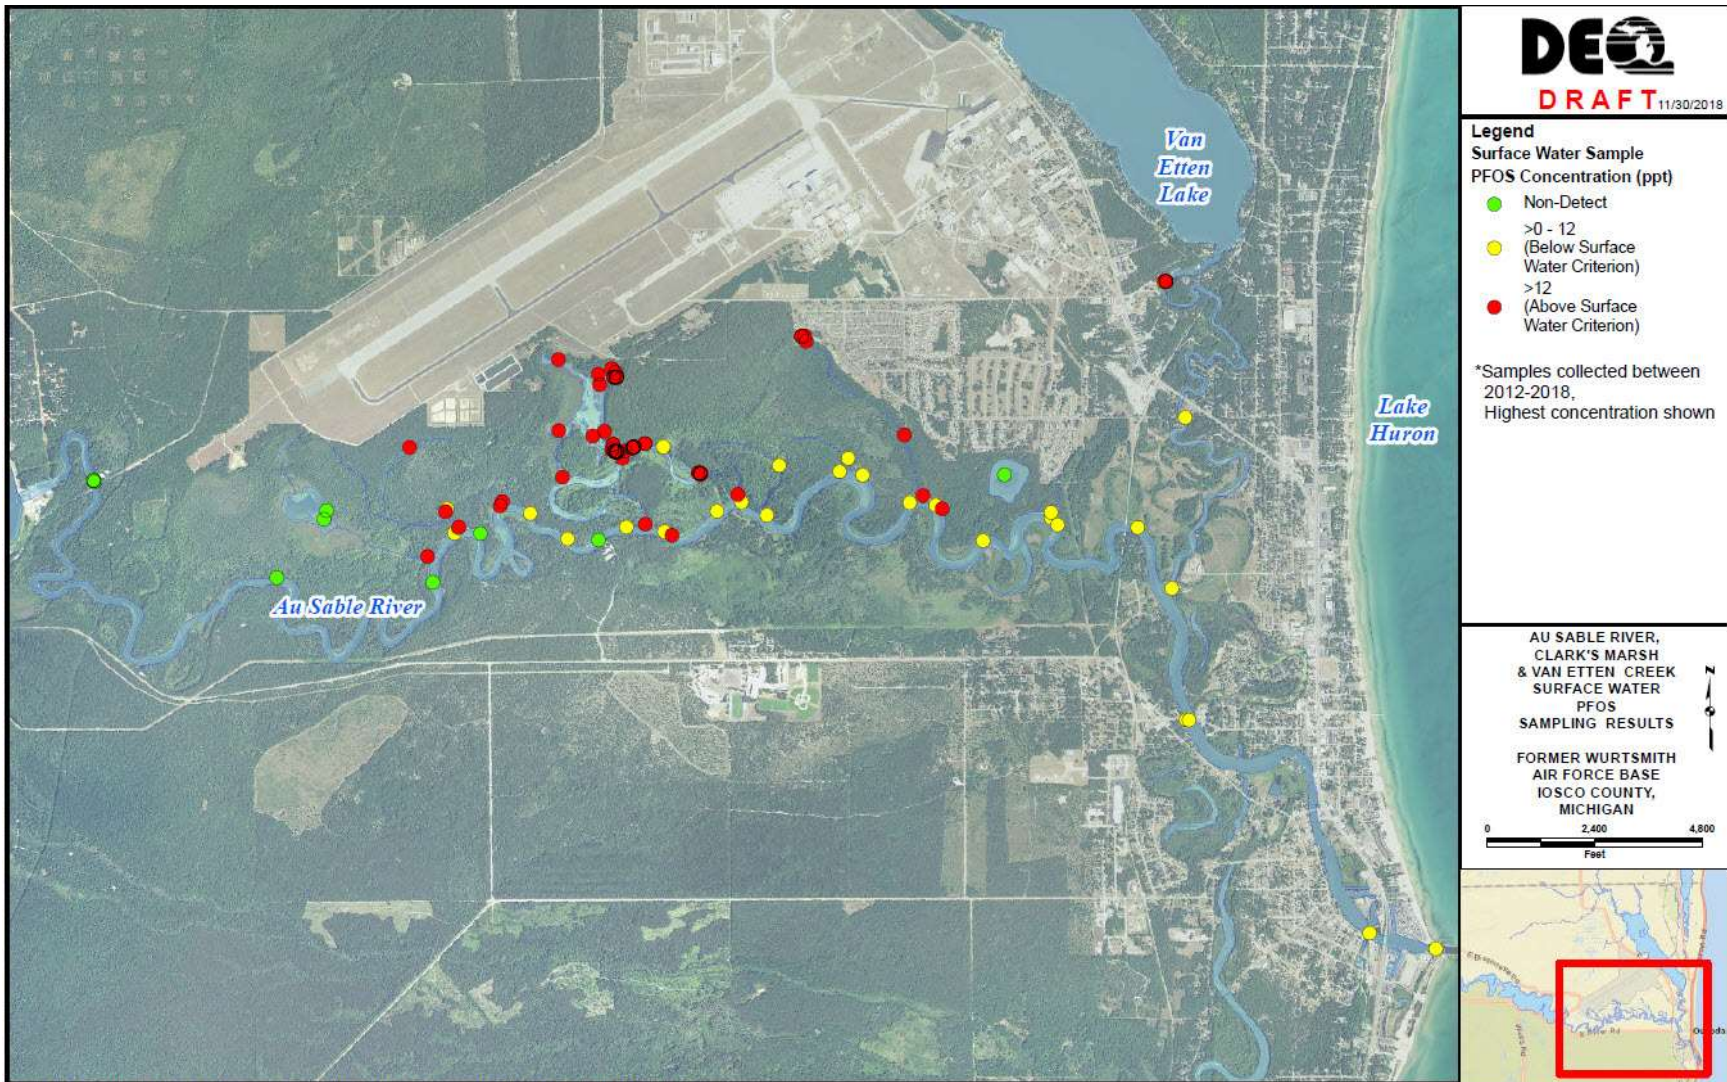 Van
Etten
Lake
Lake
Huron
Au Sable River
DEQ
DRAFT 11/30/2018
Legend
Surface Water Sample
PFOS Concentration (ppt)
Non-Detect
>0 - 12
(Below Surface
Water Criterion)
>12
(Above Surface
Water Criterion)
*Samples collected between
2012-2018,
Highest concentration shown
AU SABLE RIVER,
CLARK'S MARSH
& VAN ETTEN CREEK
SURFACE WATER
PFOS
SAMPLING RESULTS
N
FORMER WURTSMITH
AIR FORCE BASE
IOSCO COUNTY,
MICHIGAN
0 2,400 4,800
Feet